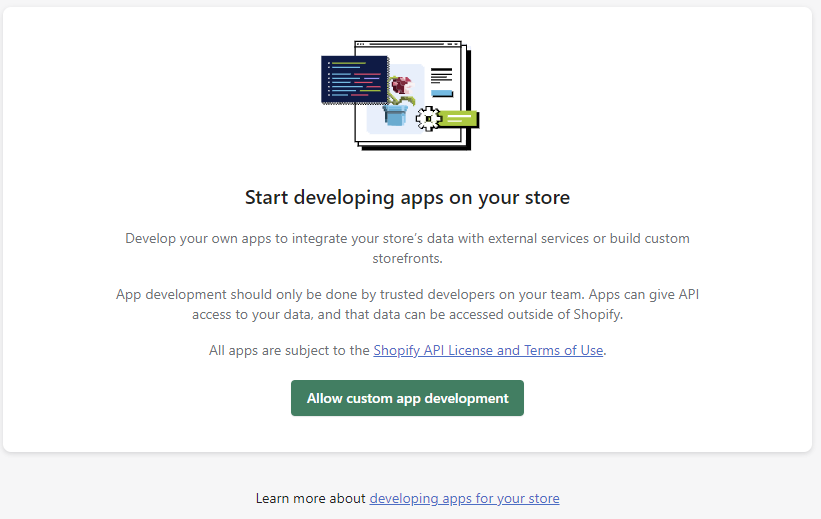 Start developing apps on your store
Develop your own apps to integrate your store's data with external services or build custom
storefronts.
App development should only be done by trusted developers on your team. Apps can give API
access to your data, and that data can be accessed outside of Shopify.
All apps are subject to the Shopify API License and Terms of Use.
Allow custom app development
Learn more about developing apps for your store